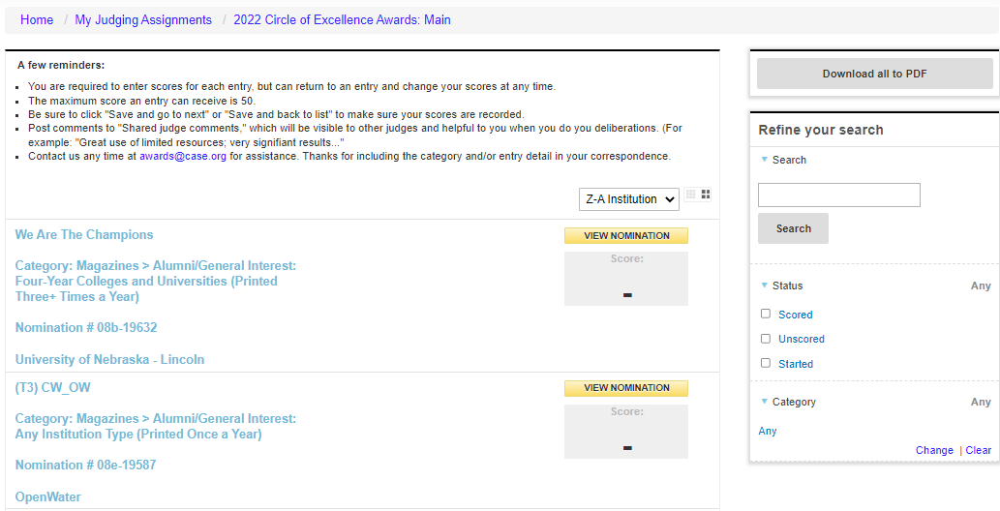 Home / My Judging Assignments / 2022 Circle of Excellence Awards: Main
A few reminders:
▪ You are required to enter scores for each entry, but can return to an entry and change your scores at any time.
▪ The maximum score an entry can receive is 50.
▪ Be sure to click "Save and go to next" or "Save and back to list" to make sure your scores are recorded.
▪ Post comments to "Shared judge comments," which will be visible to other judges and helpful to you when do you deliberations. (For
example: "Great use of limited resources; very signifiant results..."
▪ Contact us any time at awards@case.org for assistance. Thanks for including the category and/or entry detail in your correspondence.
Z-A Institution
We Are The Champions
VIEW NOMINATION
Score:
-
Category: Magazines > Alumni/General Interest:
Four-Year Colleges and Universities (Printed
Three+ Times a Year)
Nomination # 08b-19632
University of Nebraska - Lincoln
(T3) CW_OW
VIEW NOMINATION
Score:
-
Category: Magazines > Alumni/General Interest:
Any Institution Type (Printed Once a Year)
Nomination # 08e-19587
OpenWater
Download all to PDF
Refine your search
Search
Search
Status Any
Scored
Unscored
Started
Category Any
Any
Change | Clear